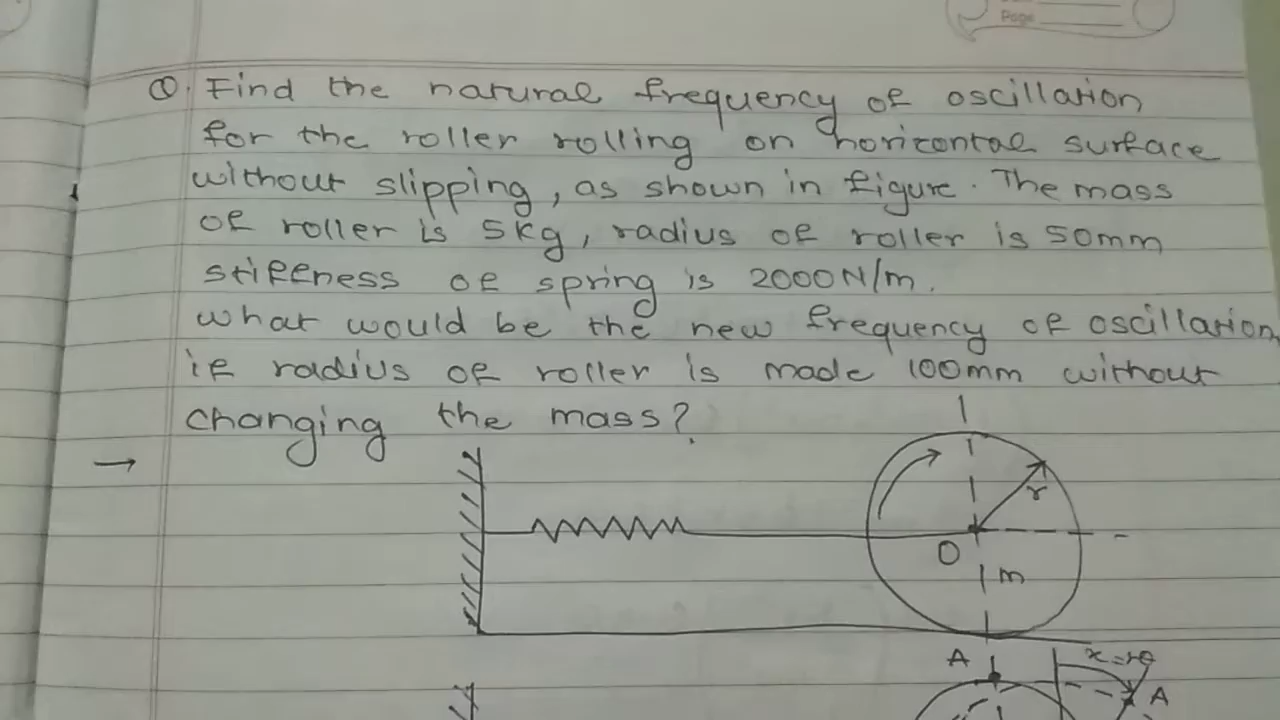 Page
Q. Find the natural frequency of oscillation
for the roller rolling on horizontal surface
without slipping, as shown in figure. The mass
of roller is 5kg, radius of roller is 50mm
stiffness of spring is 2000N/m.
what would be the new frequency of oscillation
if radius of roller is made 100mm without
changing the mass?
→
r
O
m
A x=rθ
A